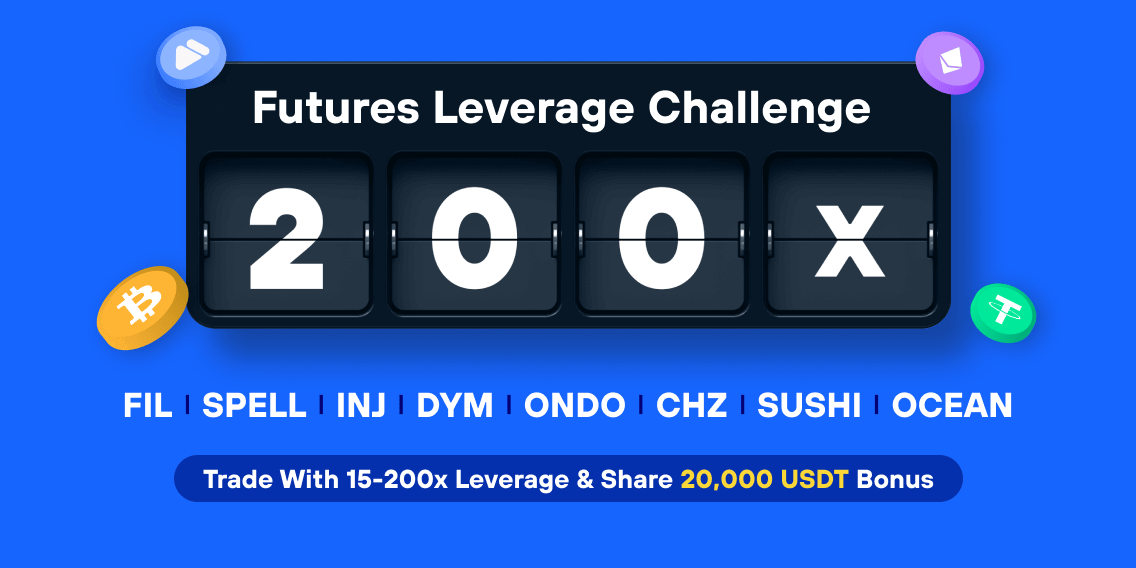 Futures Leverage Challenge
200x
FIL | SPELL | INJ | DYM | ONDO | CHZ | SUSHI | OCEAN
Trade With 15-200x Leverage & Share 20,000 USDT Bonus